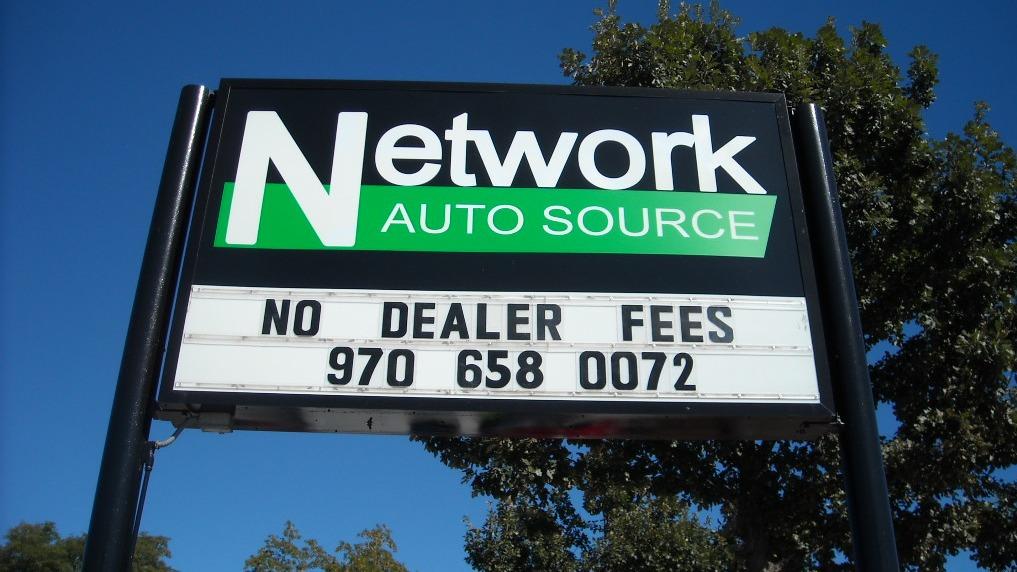 Network
AUTO SOURCE
NO DEALER FEES
970 658 0072